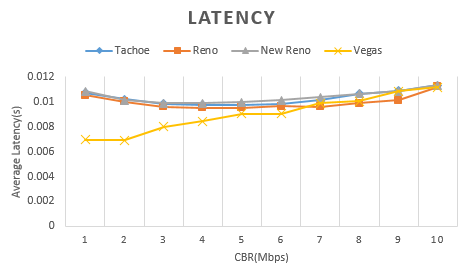 LATENCY
Tachoe Reno New Reno Vegas
0.012
0.01
0.008
0.006
0.004
0.002
0
Average Latency(s)
1 2 3 4 5 6 7 8 9 10
CBR(Mbps)